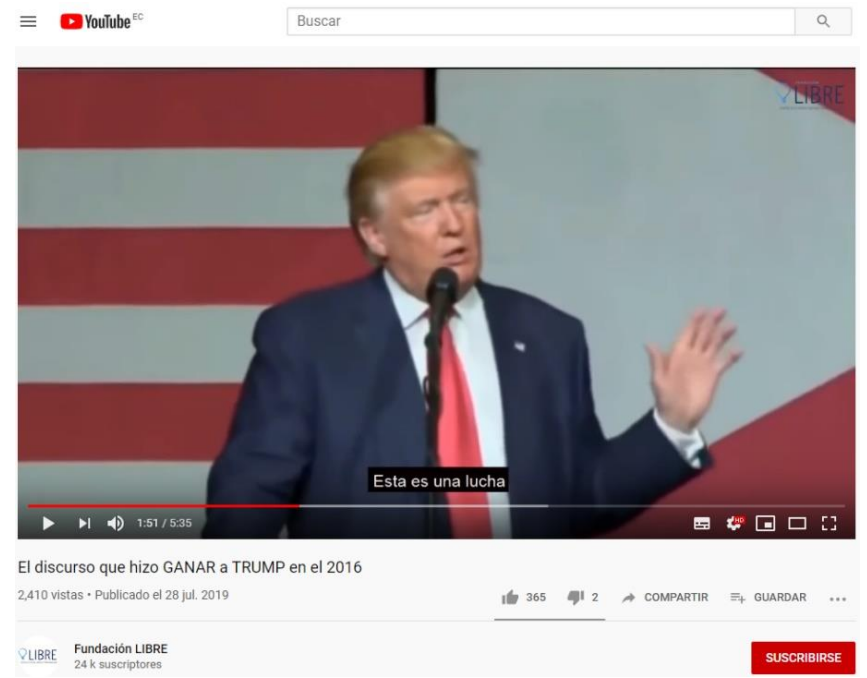 YouTube EC
Buscar
LIBRE
Esta es una lucha
1:51 / 5:35
HD
El discurso que hizo GANAR a TRUMP en el 2016
2,410 vistas • Publicado el 28 jul. 2019
365
2
COMPARTIR
GUARDAR
LIBRE
Fundación LIBRE
24 k suscriptores
SUSCRIBIRSE